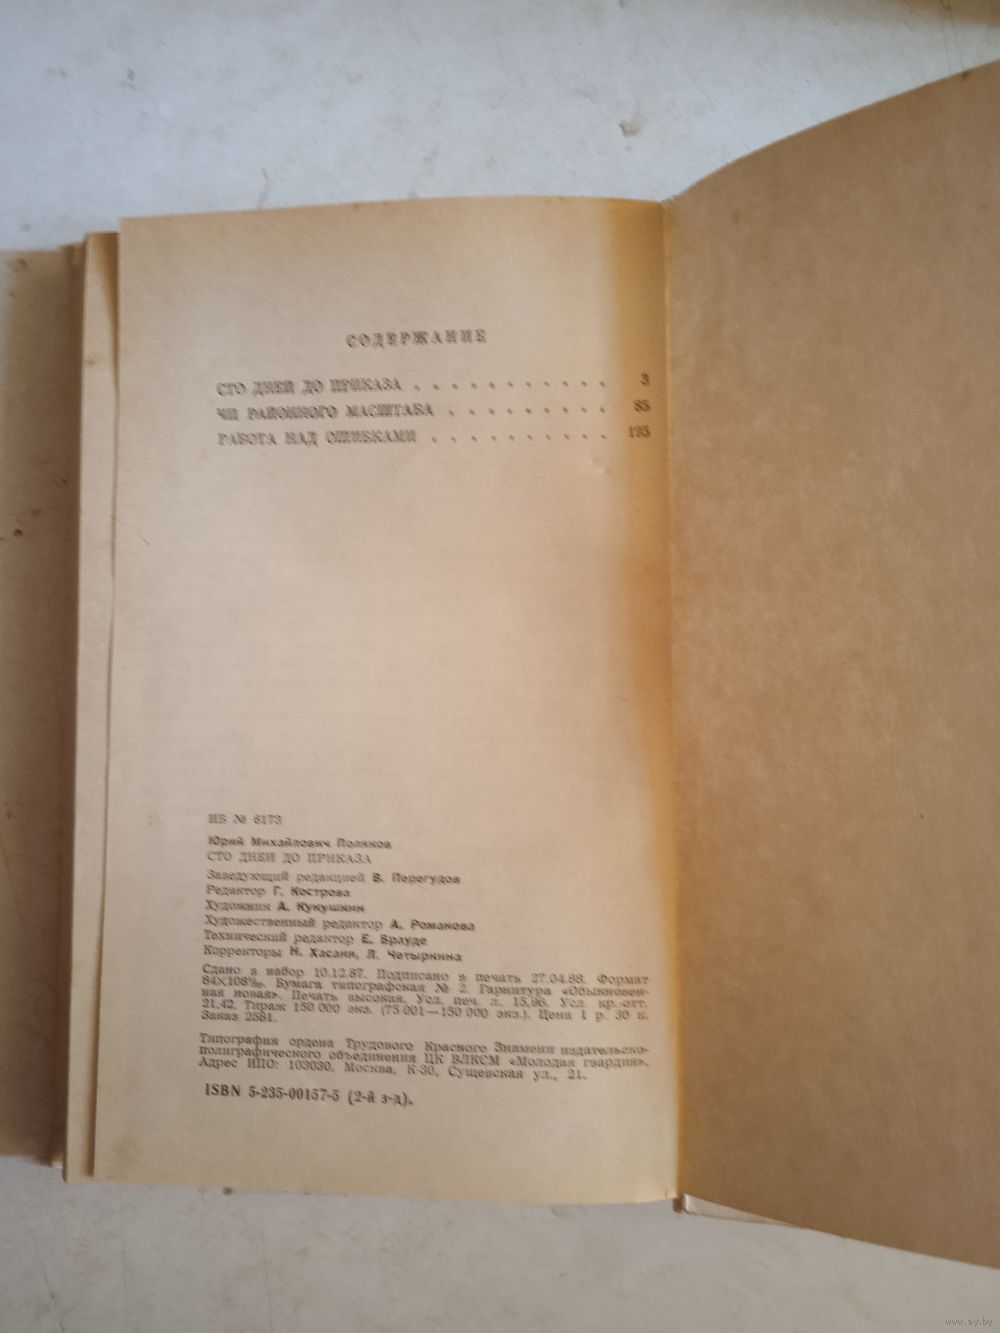 СОДЕРЖАНИЕ
СТО ДНЕЙ ДО ПРИКАЗА . . . . . . . . . . . 3
ЧП РАЙОННОГО МАСШТАБА . . . . . . . . . 85
РАБОТА НАД ОШИБКАМИ . . . . . . . . . . 195
ИБ № 6173
Юрий Михайлович Поляков
СТО ДНЕЙ ДО ПРИКАЗА
Заведующий редакцией В. Перегудов
Редактор Г. Кострова
Художник А. Кукушкин
Художественный редактор А. Романова
Технический редактор Е. Брауде
Корректоры Н. Хасаия, Л. Четыркина
Сдано в набор 10.12.87. Подписано в печать 27.04.88. Формат
84×108¹/₃₂. Бумага типографская № 2. Гарнитура «Обыкновен-
ная новая». Печать высокая. Усл. печ. л. 15,96. Усл. кр.-отт.
21,42. Тираж 150 000 экз. (75 001—150 000 экз.). Цена 1 р. 30 к.
Заказ 2581.
Типография ордена Трудового Красного Знамени издательско-
полиграфического объединения ЦК ВЛКСМ «Молодая гвардия».
Адрес ИПО: 103030, Москва, К-30, Сущевская ул., 21.
ISBN 5-235-00157-5 (2-й з-д).
www.ay.by